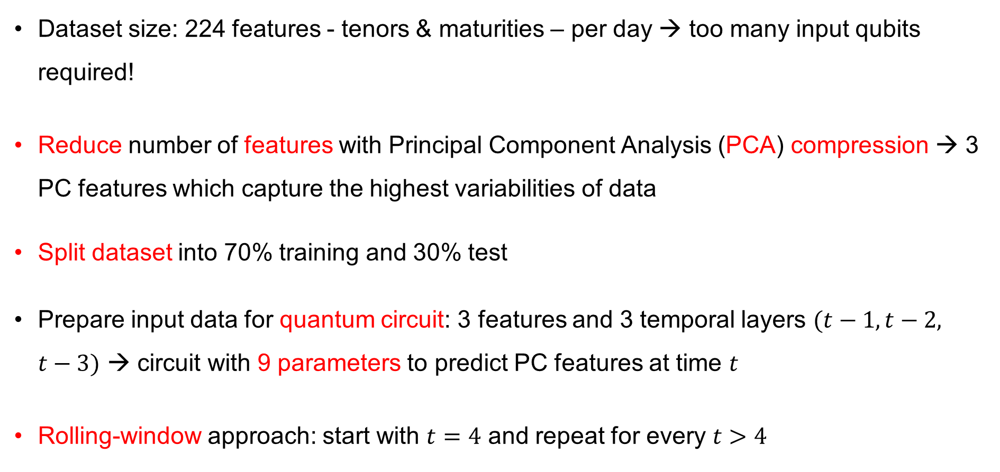 • Dataset size: 224 features - tenors & maturities – per day → too many input qubits
required!
• Reduce number of features with Principal Component Analysis (PCA) compression → 3
PC features which capture the highest variabilities of data
• Split dataset into 70% training and 30% test
• Prepare input data for quantum circuit: 3 features and 3 temporal layers (𝑡 − 1, 𝑡 − 2,
𝑡 − 3) → circuit with 9 parameters to predict PC features at time 𝑡
• Rolling-window approach: start with 𝑡 = 4 and repeat for every 𝑡 > 4